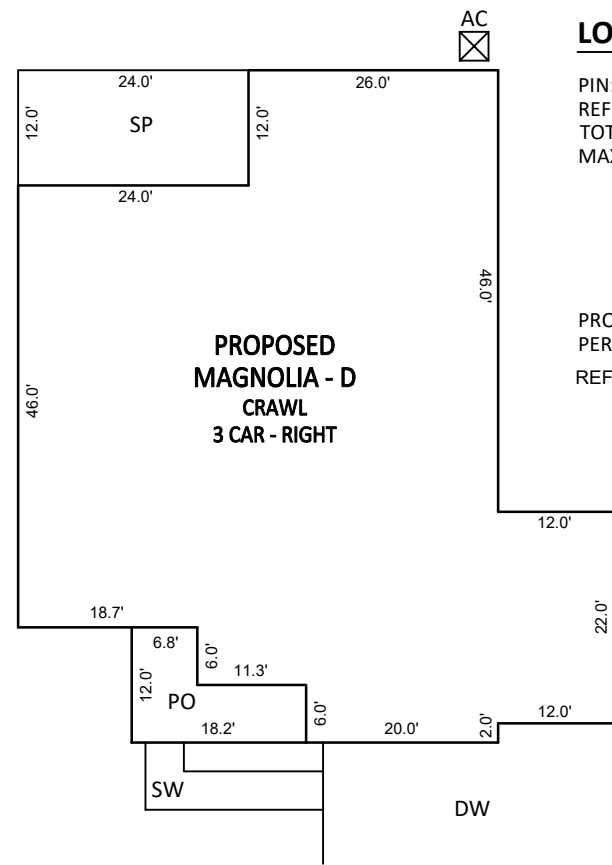 AC
LO
24.0'
26.0'
PIN:
REF
TOT
MAX
12.0'
SP
12.0'
24.0'
46.0'
PRO
PER
REF
PROPOSED
MAGNOLIA - D
CRAWL
3 CAR - RIGHT
46.0'
12.0'
18.7'
6.8'
6.0'
22.0'
11.3'
12.0'
PO
6.0'
18.2'
20.0'
2.0'
12.0'
SW
DW